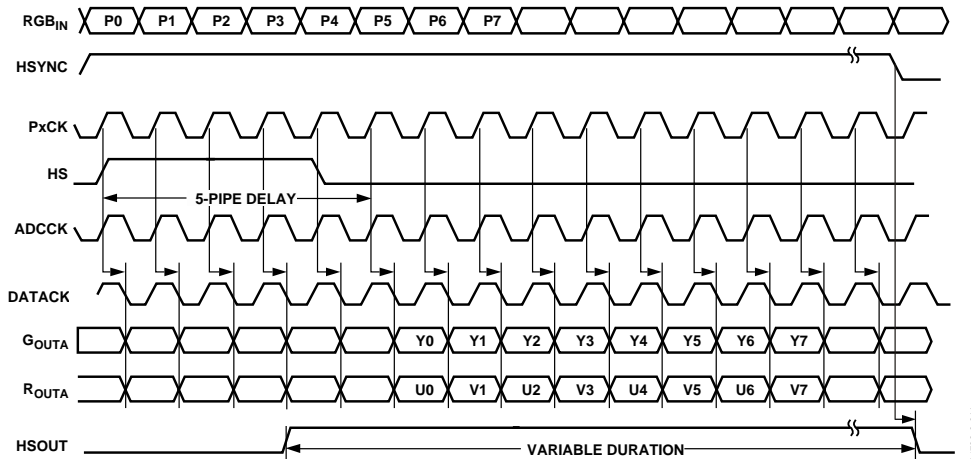 RGBIN P0 P1 P2 P3 P4 P5 P6 P7
HSYNC
PxCK
HS
5-PIPE DELAY
ADCCK
DATACK
GOUTA Y0 Y1 Y2 Y3 Y4 Y5 Y6 Y7
ROUTA U0 V1 U2 V3 U4 V5 U6 V7
HSOUT
VARIABLE DURATION